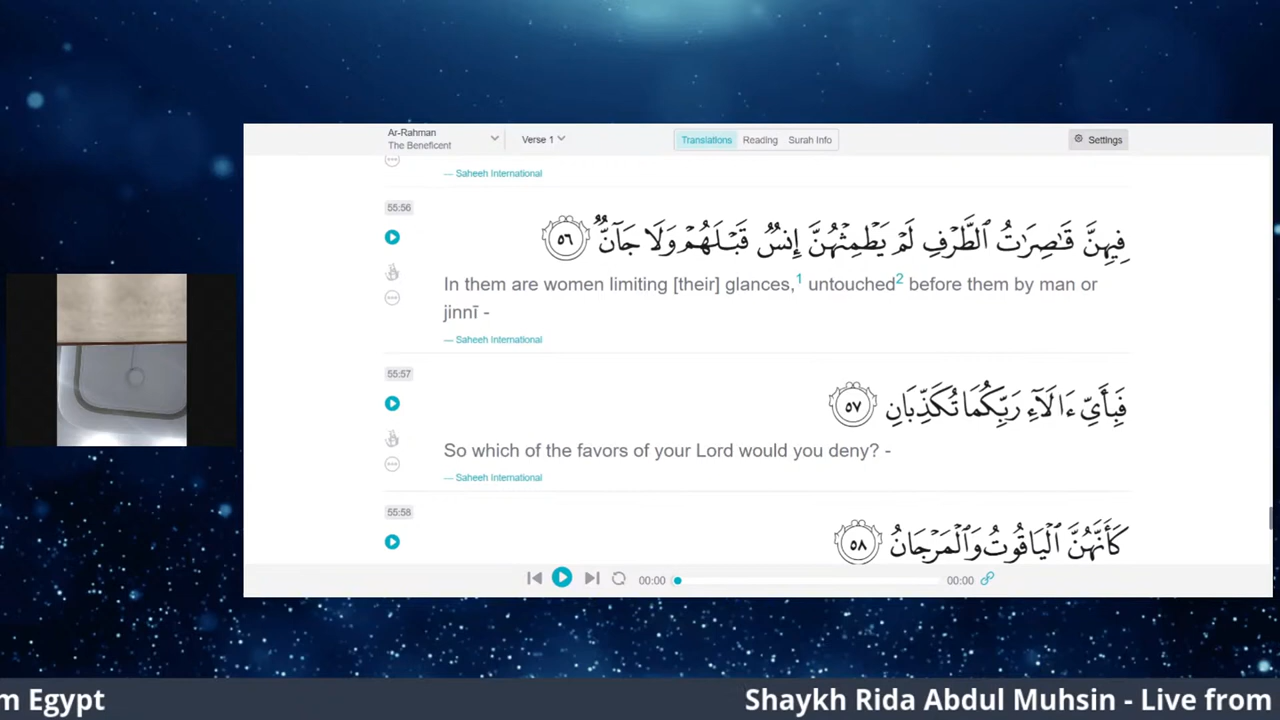 Ar-Rahman
The Beneficent
Verse 1
Translations
Reading
Surah Info
Settings
— Saheeh International
55:56
فِيهِنَّ قَـٰصِرَٰتُ ٱلطَّرْفِ لَمْ يَطْمِثْهُنَّ إِنسٌ قَبْلَهُمْ وَلَا جَآنٌّ ٥٦
In them are women limiting [their] glances,1 untouched2 before them by man or
jinnī -
— Saheeh International
55:57
فَبِأَىِّ ءَالَآءِ رَبِّكُمَا تُكَذِّبَانِ ٥٧
So which of the favors of your Lord would you deny? -
— Saheeh International
55:58
كَأَنَّهُنَّ ٱلْيَاقُوتُ وَٱلْمَرْجَانُ ٥٨
00:00
00:00
m Egypt
Shaykh Rida Abdul Muhsin - Live from